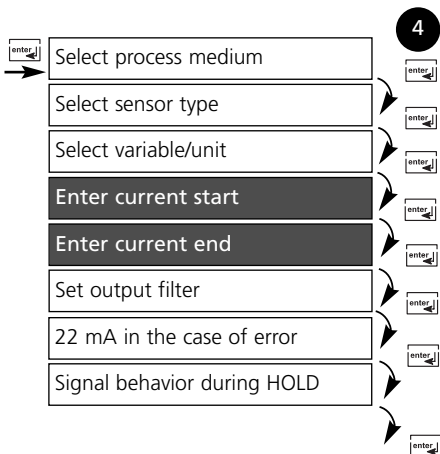 4
enter
Select process medium
enter
Select sensor type
enter
Select variable/unit
enter
Enter current start
enter
Enter current end
enter
Set output filter
enter
22 mA in the case of error
enter
Signal behavior during HOLD
enter